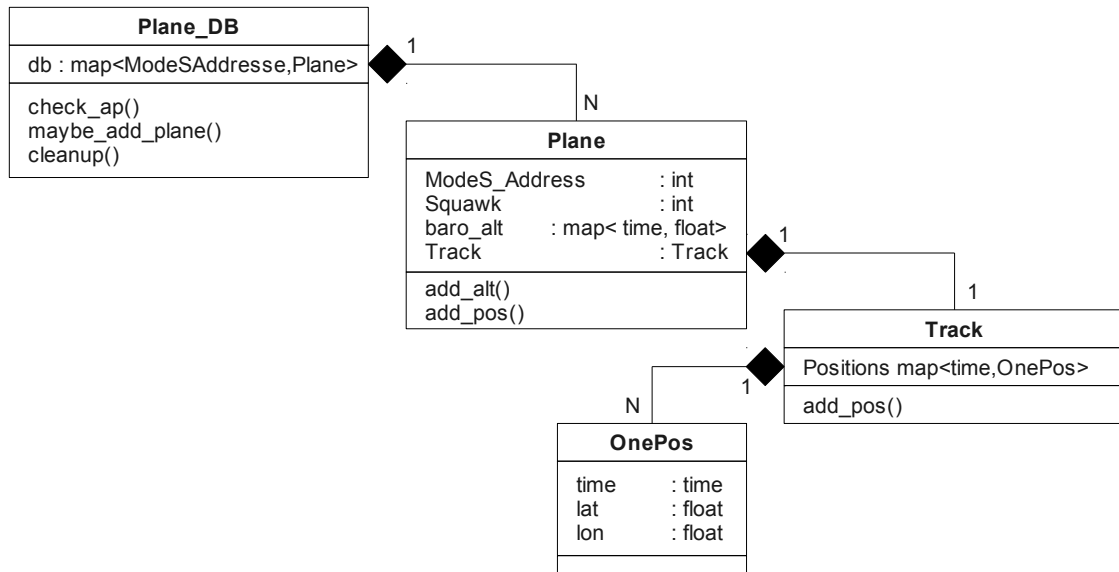 Plane_DB
db : map<ModeSAddresse,Plane>
check_ap()
maybe_add_plane()
cleanup()
1
N
Plane
ModeS_Address : int
Squawk : int
baro_alt : map< time, float>
Track : Track
add_alt()
add_pos()
1
1
Track
Positions map<time,OnePos>
add_pos()
1
N
OnePos
time : time
lat : float
lon : float